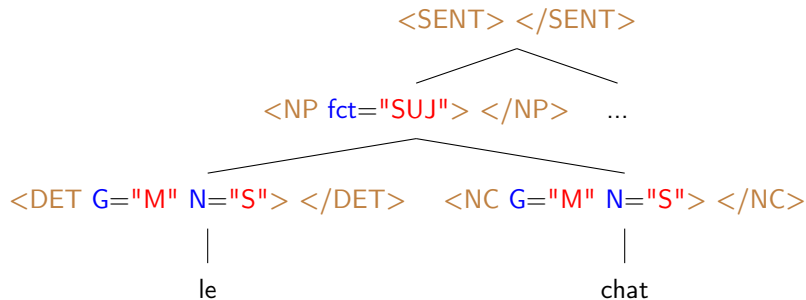 <SENT> </SENT>
<NP fct="SUJ"> </NP> ...
<DET G="M" N="S"> </DET> <NC G="M" N="S"> </NC>
le chat